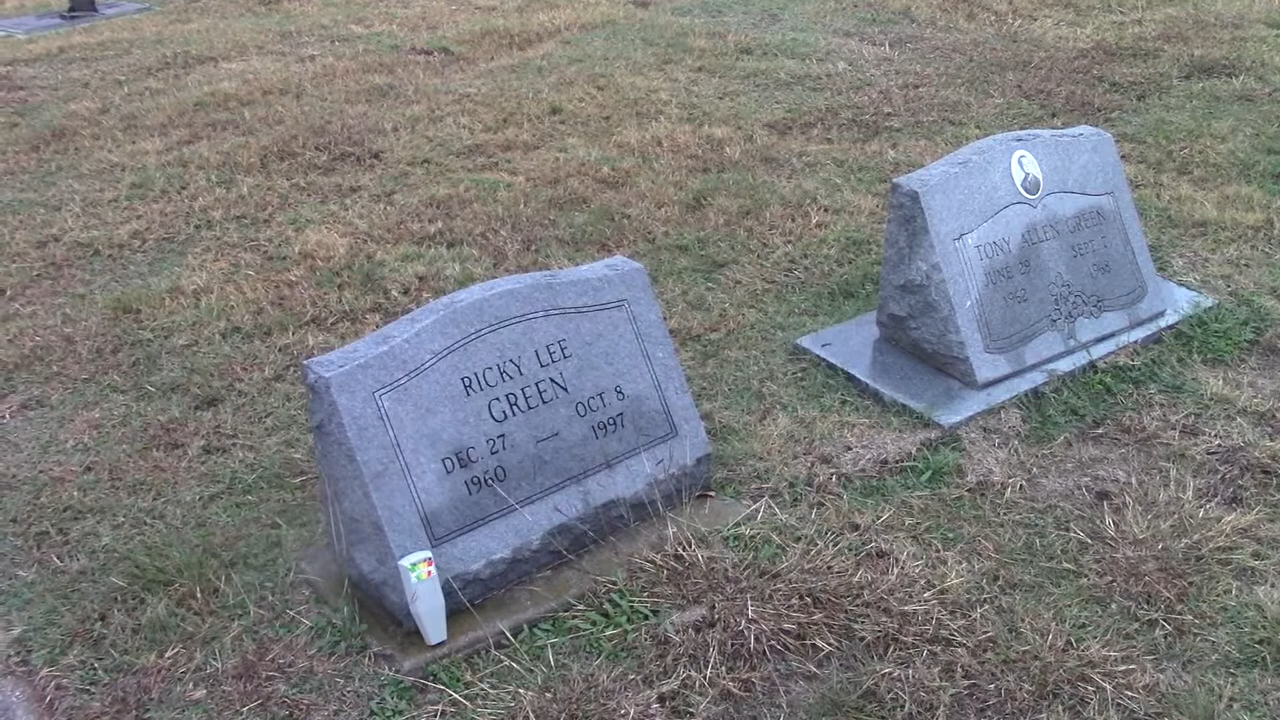 RICKY LEE
GREEN
DEC. 27. — OCT. 8.
1960 1997
TONY ALLEN GREEN
JUNE 29 SEPT. 7
1962 1968